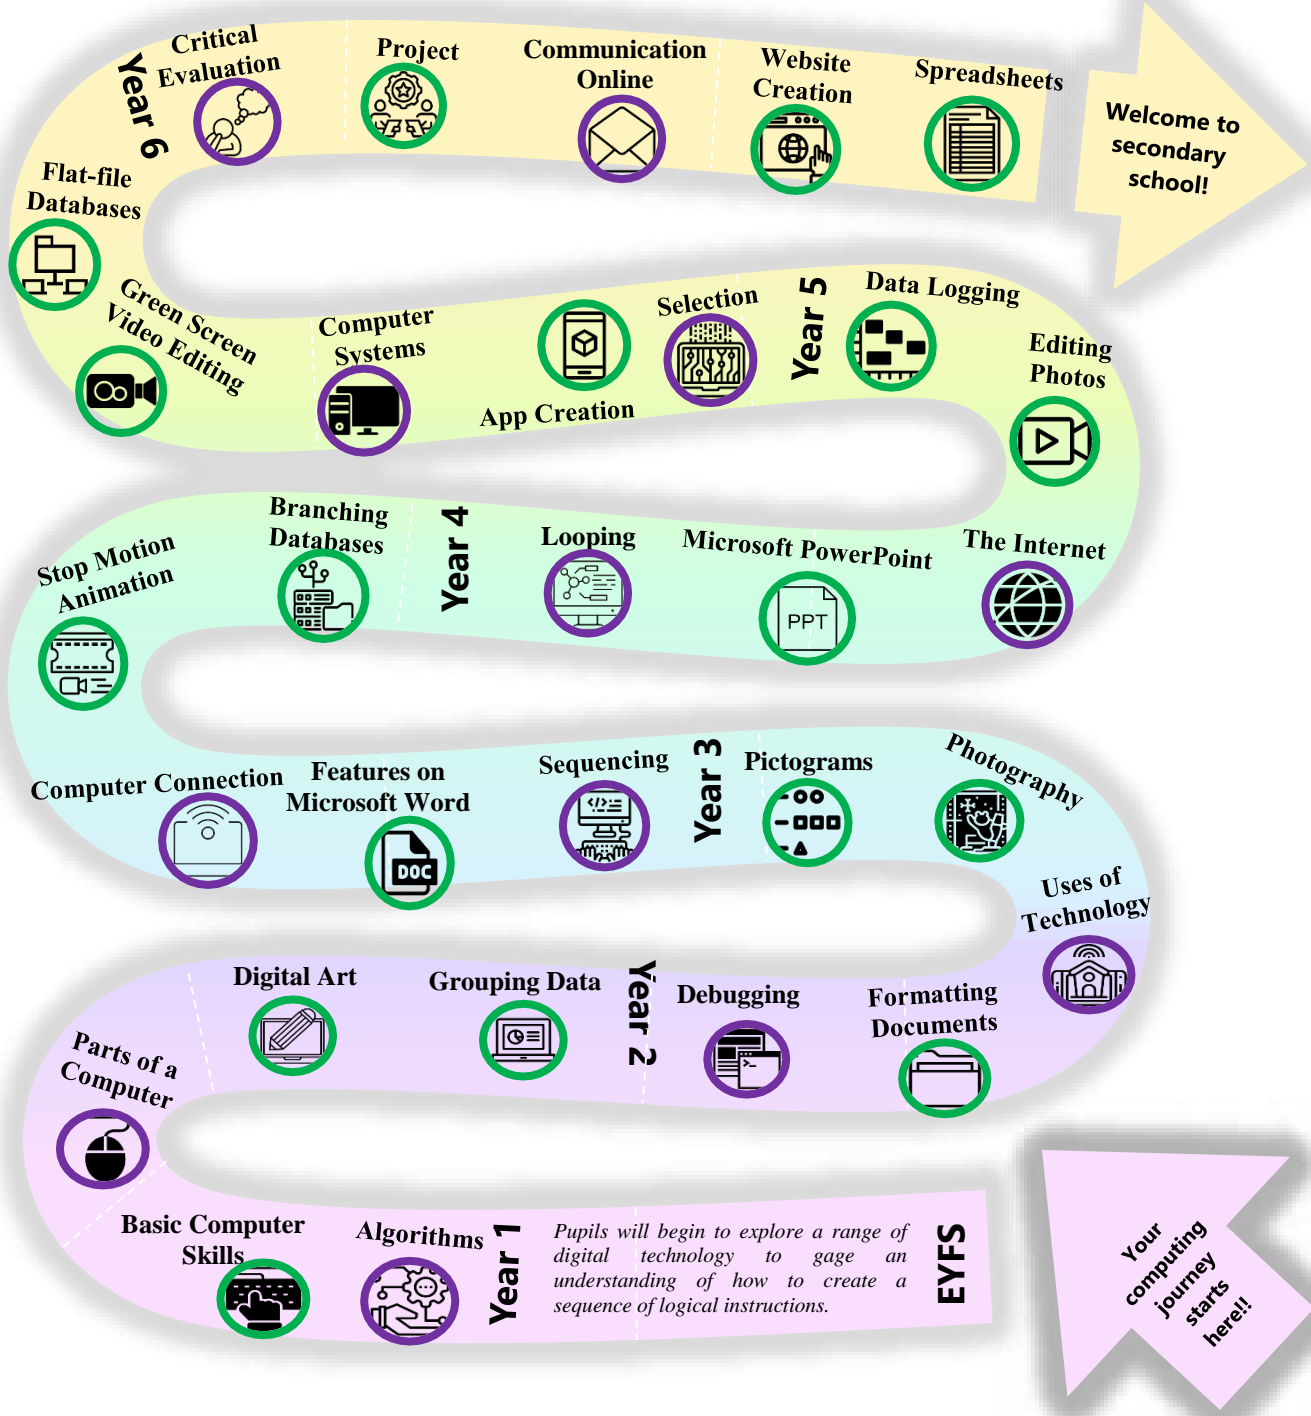 Critical
Evaluation
Project
Communication
Online
Website
Creation
Spreadsheets
Welcome to
secondary
school!
Year 6
Flat-file
Databases
Green Screen
Video Editing
Computer
Systems
App Creation
Selection
Year 5
Data Logging
Editing
Photos
Stop Motion
Animation
Branching
Databases
Year 4
Looping
Microsoft PowerPoint
PPT
The Internet
Computer Connection
Features on
Microsoft Word
DOC
Sequencing
</>
Year 3
Pictograms
Photography
Uses of
Technology
Parts of a
Computer
Digital Art
Grouping Data
Year 2
Debugging
Formatting
Documents
Basic Computer
Skills
Algorithms
Year 1
Pupils will begin to explore a range of
digital technology to gage an
understanding of how to create a
sequence of logical instructions.
EYFS
Your
computing
journey
starts
here!!